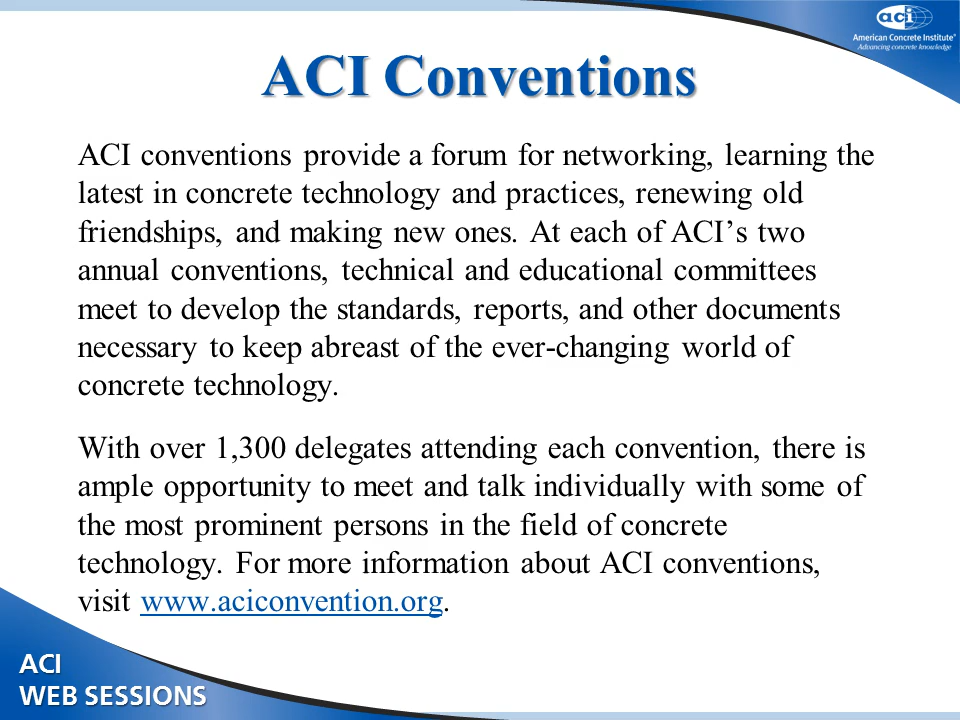 aci
American Concrete Institute®
Advancing concrete knowledge
ACI Conventions
ACI conventions provide a forum for networking, learning the
latest in concrete technology and practices, renewing old
friendships, and making new ones. At each of ACI’s two
annual conventions, technical and educational committees
meet to develop the standards, reports, and other documents
necessary to keep abreast of the ever-changing world of
concrete technology.
With over 1,300 delegates attending each convention, there is
ample opportunity to meet and talk individually with some of
the most prominent persons in the field of concrete
technology. For more information about ACI conventions,
visit www.aciconvention.org.
ACI
WEB SESSIONS